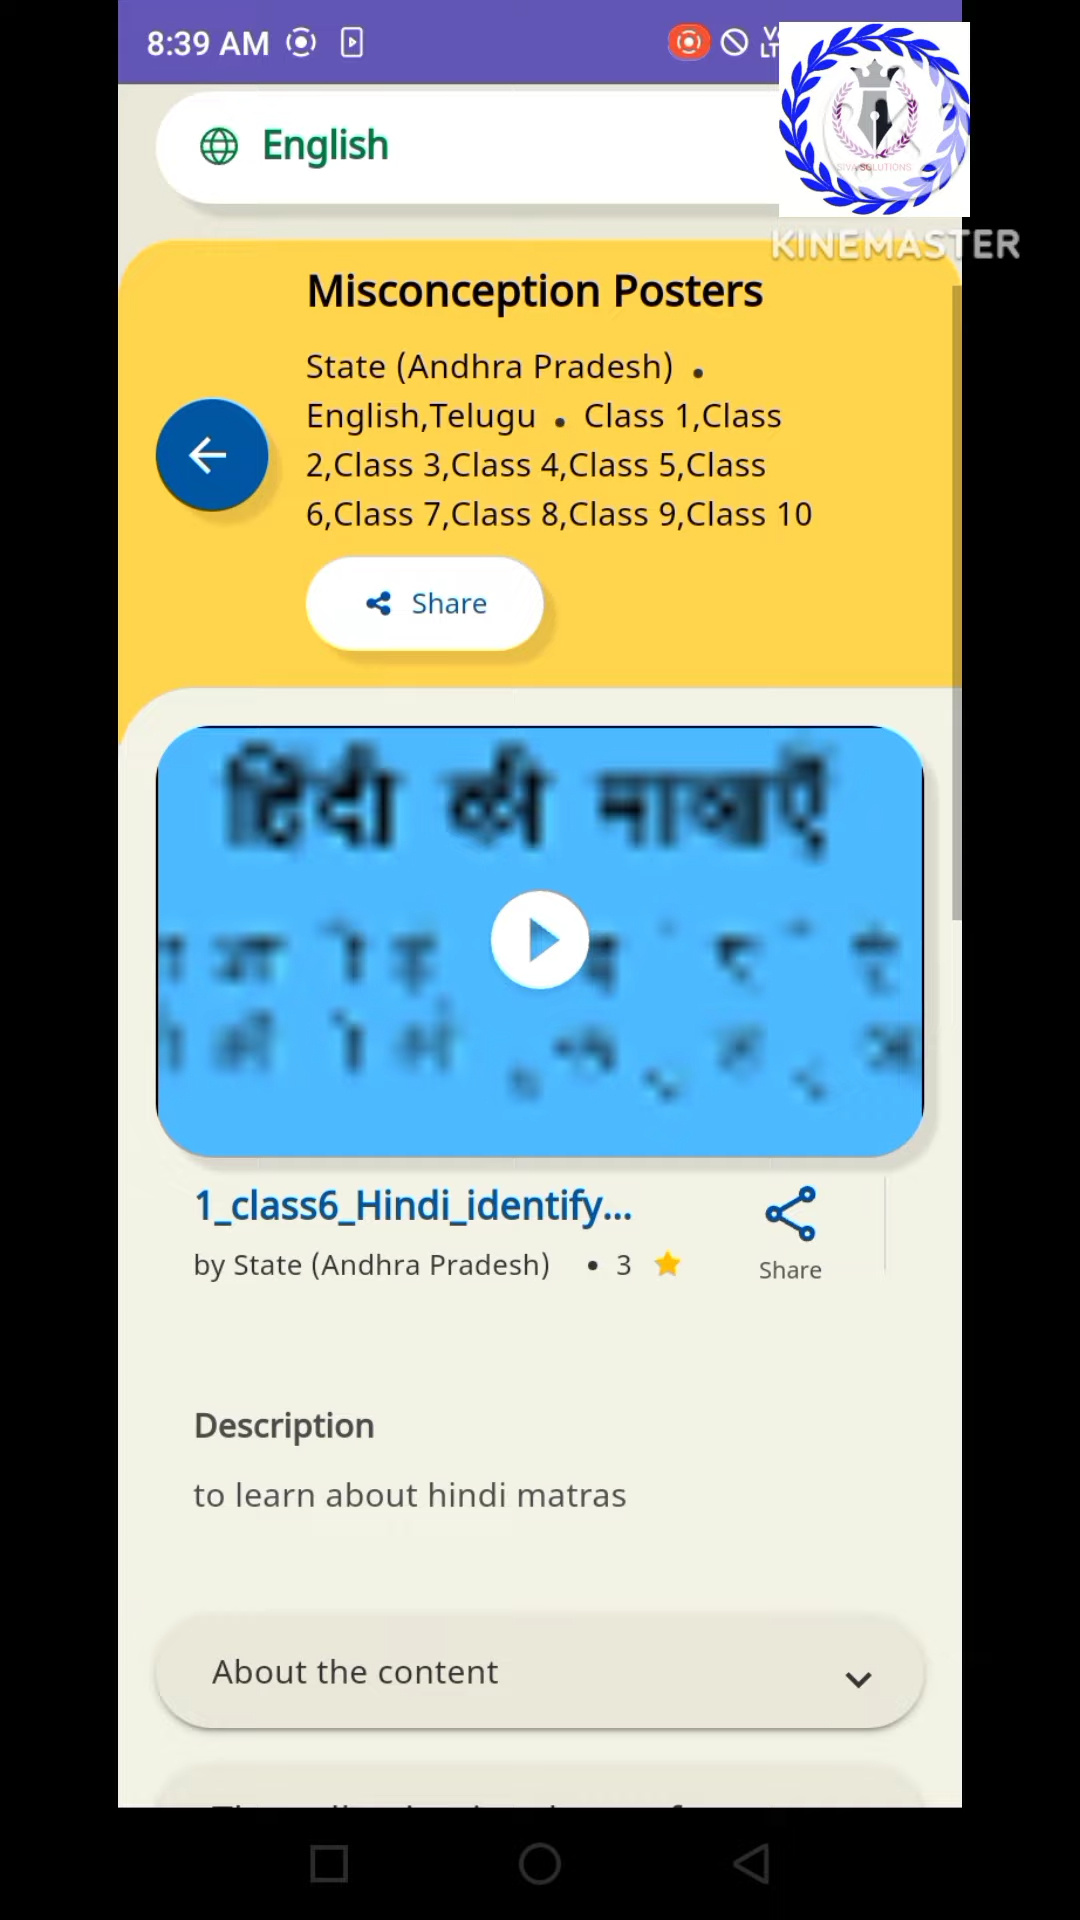 8:39 AM
English
SIVA SOLUTIONS
KINEMASTER
Misconception Posters
State (Andhra Pradesh) •
English,Telugu • Class 1,Class
2,Class 3,Class 4,Class 5,Class
6,Class 7,Class 8,Class 9,Class 10
Share
हिंदी की मात्राएँ
1_class6_Hindi_identify...
by State (Andhra Pradesh) • 3
Share
Description
to learn about hindi matras
About the content